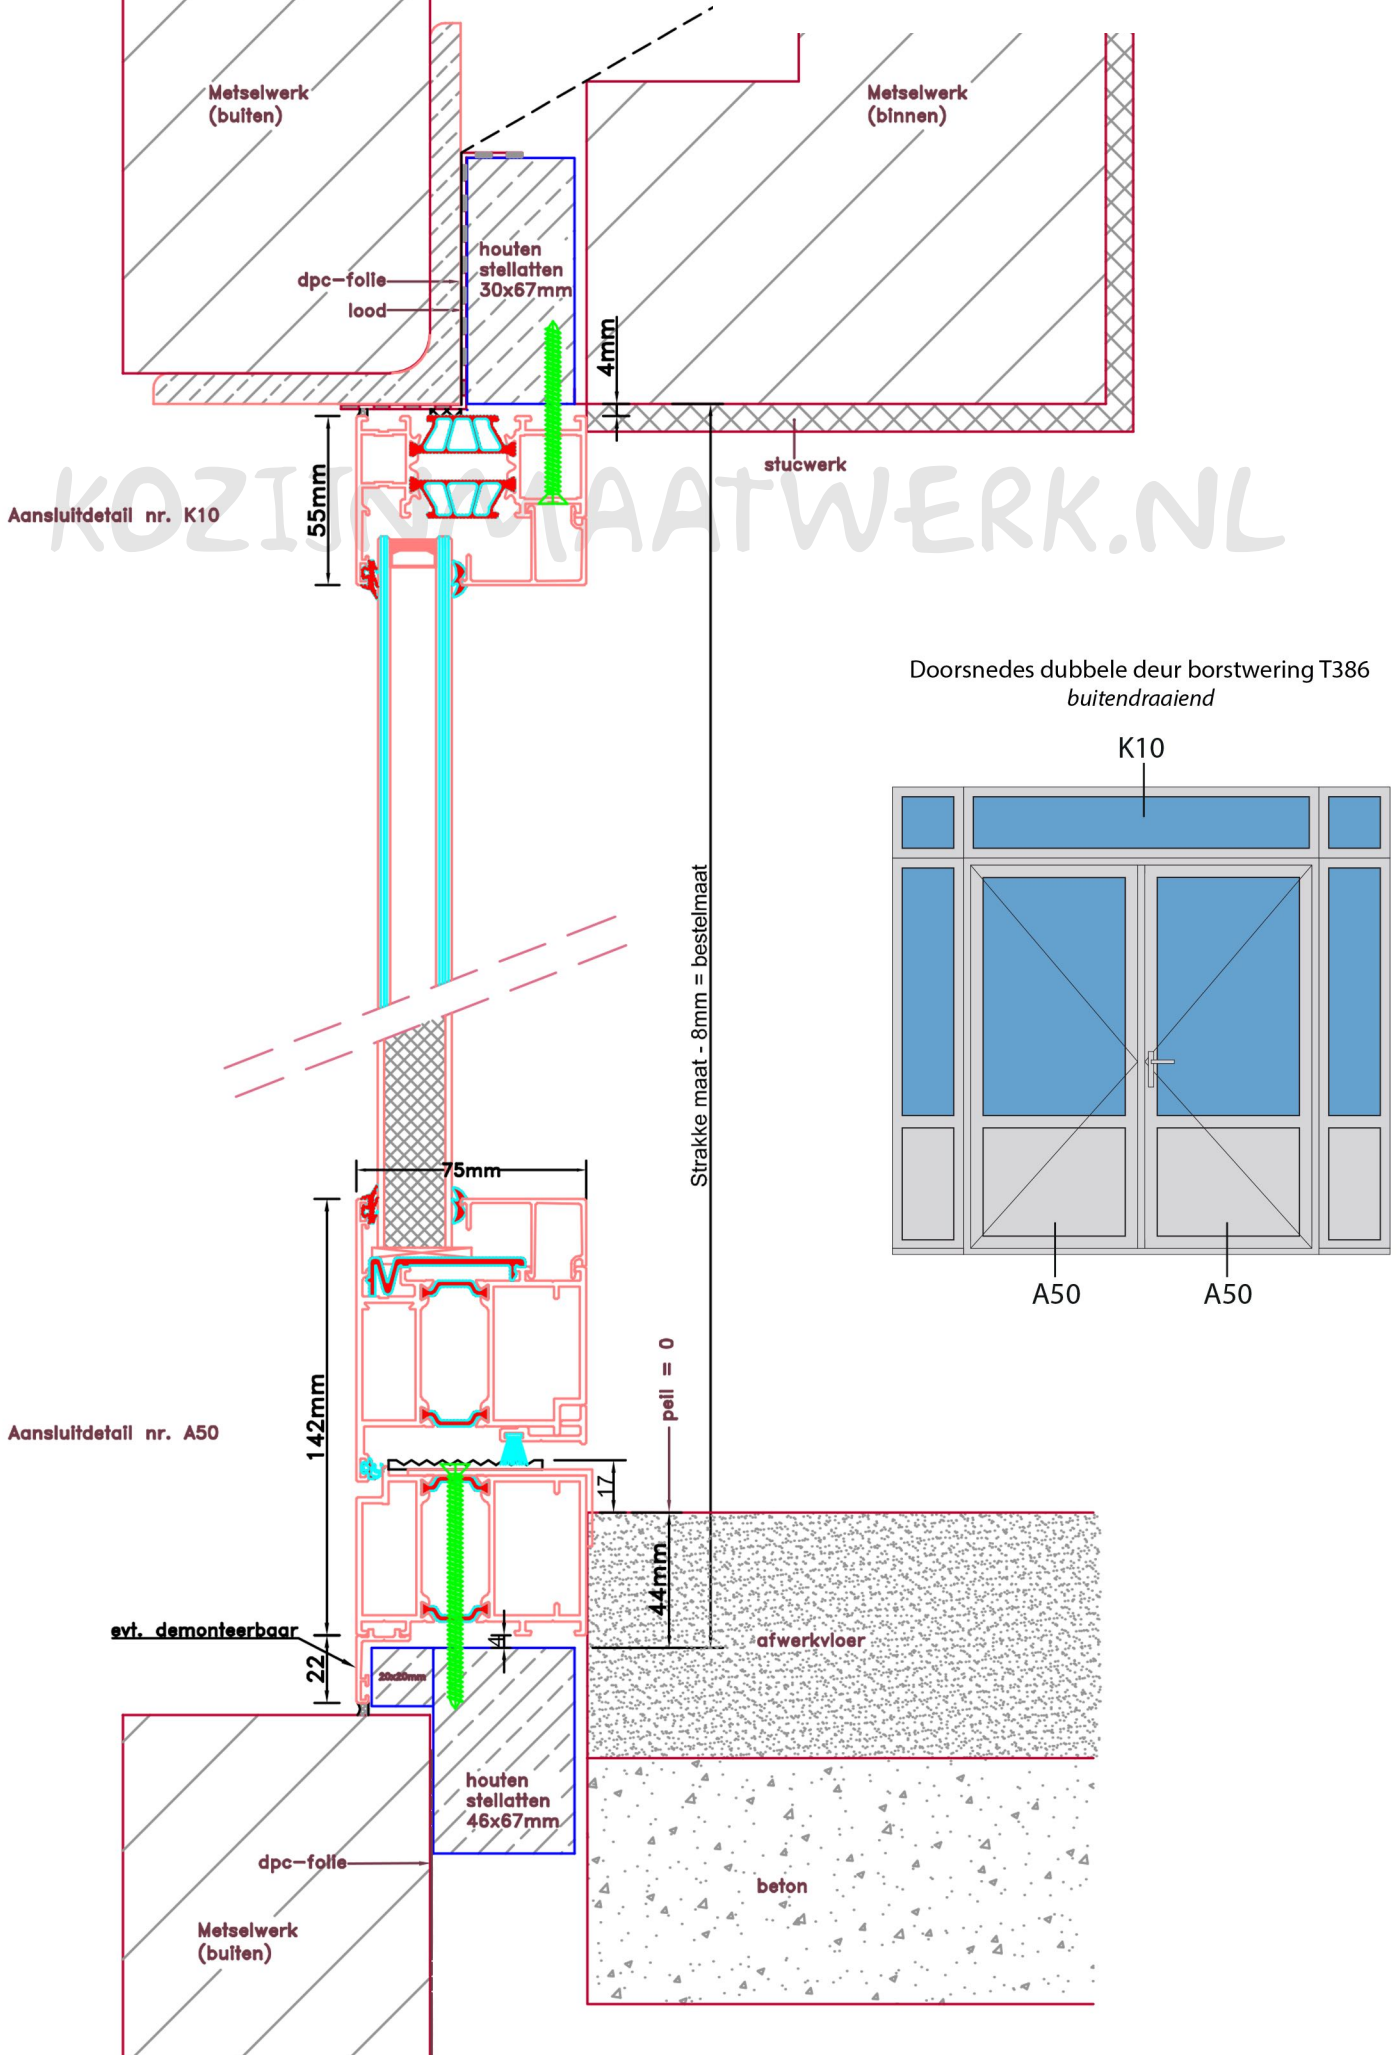 Metselwerk
(buiten)
Metselwerk
(binnen)
houten
stellatten
30x67mm
dpc-folie
lood
4mm
stucwerk
KOZIJNMAATWERK.NL
Aansluitdetail nr. K10
55mm
Doorsnedes dubbele deur borstwering T386
buitendraaiend
K10
A50
A50
Strakke maat - 8mm = bestelmaat
75mm
peil = 0
142mm
Aansluitdetail nr. A50
17
44mm
evt. demonteerbaar
4
afwerkvloer
22
20x20mm
houten
stellatten
46x67mm
dpc-folie
beton
Metselwerk
(buiten)